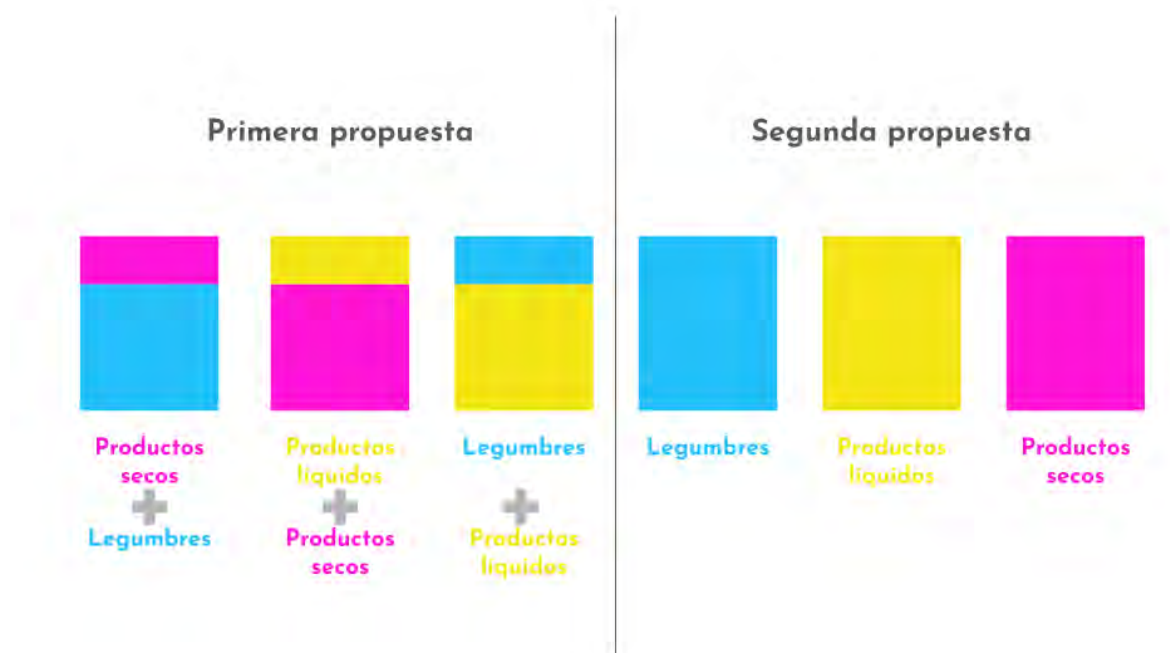 Primera propuesta
Productos
secos
+
Legumbres
Productos
líquidos
+
Productos
secos
Legumbres
+
Productos
líquidos
Segunda propuesta
Legumbres
Productos
líquidos
Productos
secos